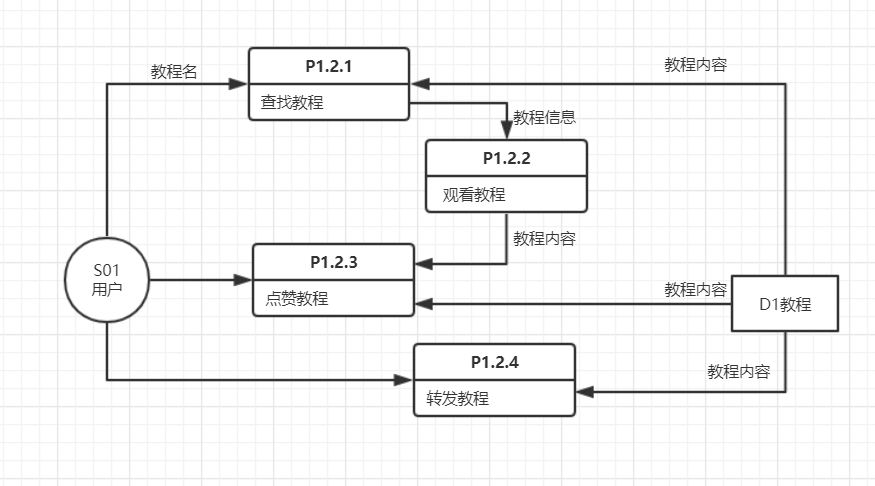 P1.2.1
教程名
教程内容
查找教程
教程信息
P1.2.2
观看教程
教程内容
P1.2.3
S01
用户
点赞教程
教程内容
D1教程
P1.2.4
教程内容
转发教程